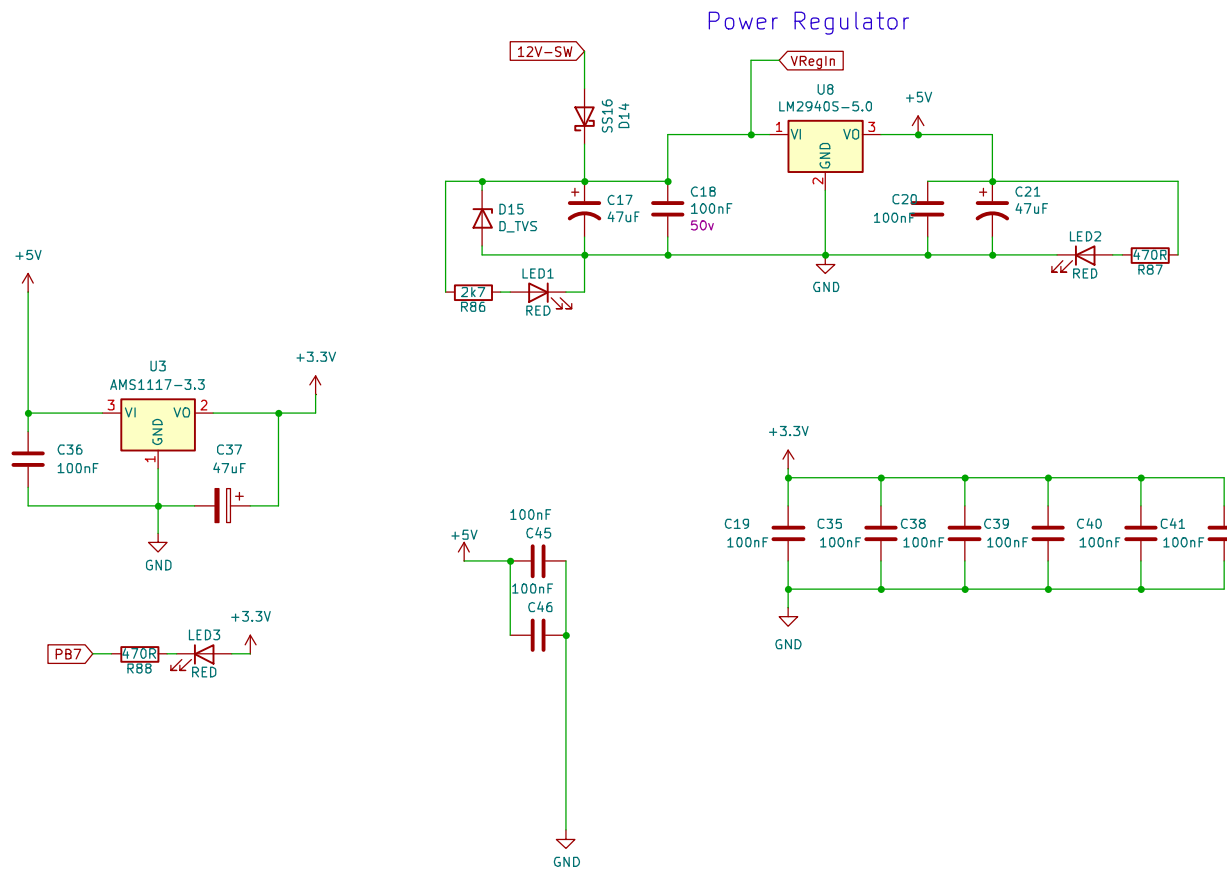 Power Regulator
12V-SW
VRegIn
SS16
D14
U8
LM2940S-5.0
+5V
1
VI
VO
3
GND
2
D15
D_TVS
+
C17
47uF
C18
100nF
50v
C20
100nF
+
C21
47uF
LED1
2k7
R86
RED
GND
LED2
RED
470R
R87
+5V
U3
AMS1117-3.3
+3.3V
3
VI
VO
2
GND
1
C36
100nF
C37
47uF
+
GND
PB7
470R
R88
LED3
RED
+3.3V
100nF
C45
+5V
100nF
C46
GND
+3.3V
C19
100nF
C35
100nF
C38
100nF
C39
100nF
C40
100nF
C41
100nF
GND